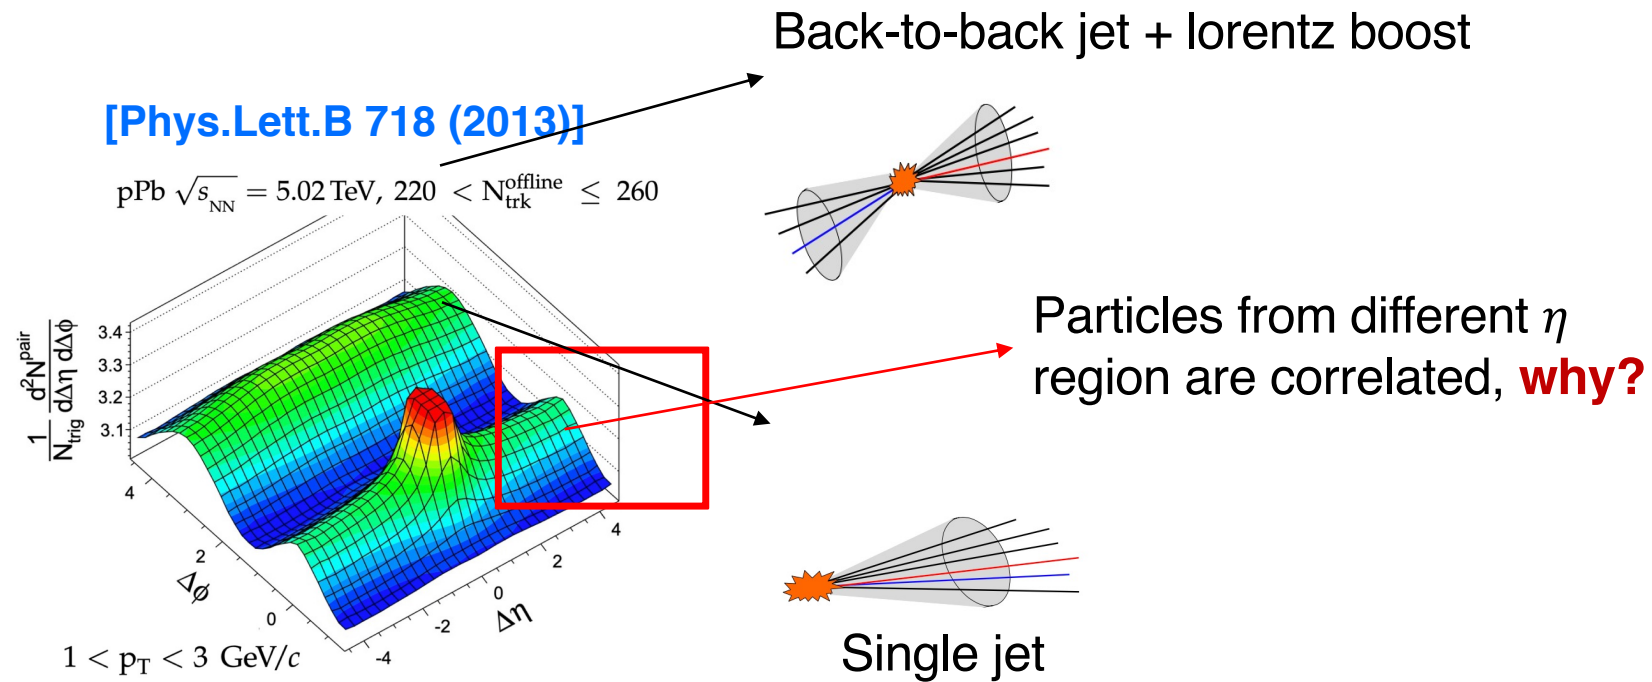 Back-to-back jet + lorentz boost
[Phys.Lett.B 718 (2013)]
pPb √s_NN = 5.02 TeV, 220 < N_trk^offline ≤ 260
Particles from different η
region are correlated, why?
1/N_trig d²N^pair/dΔη dΔϕ
3.4
3.3
3.2
3.1
4
2
0
Δϕ
-4
-2
0
2
4
Δη
1 < p_T < 3 GeV/c
Single jet